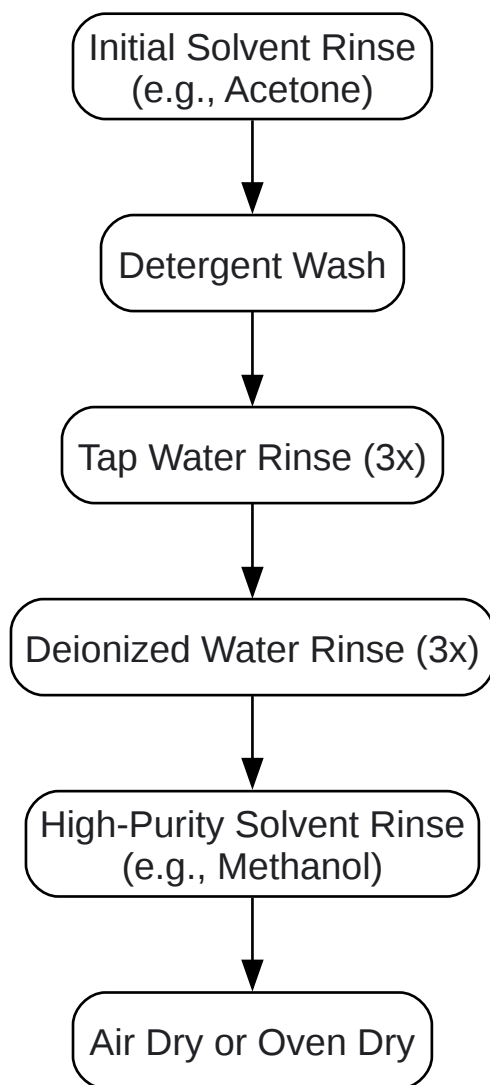 Initial Solvent Rinse
(e.g., Acetone)
Detergent Wash
Tap Water Rinse (3x)
Deionized Water Rinse (3x)
High-Purity Solvent Rinse
(e.g., Methanol)
Air Dry or Oven Dry